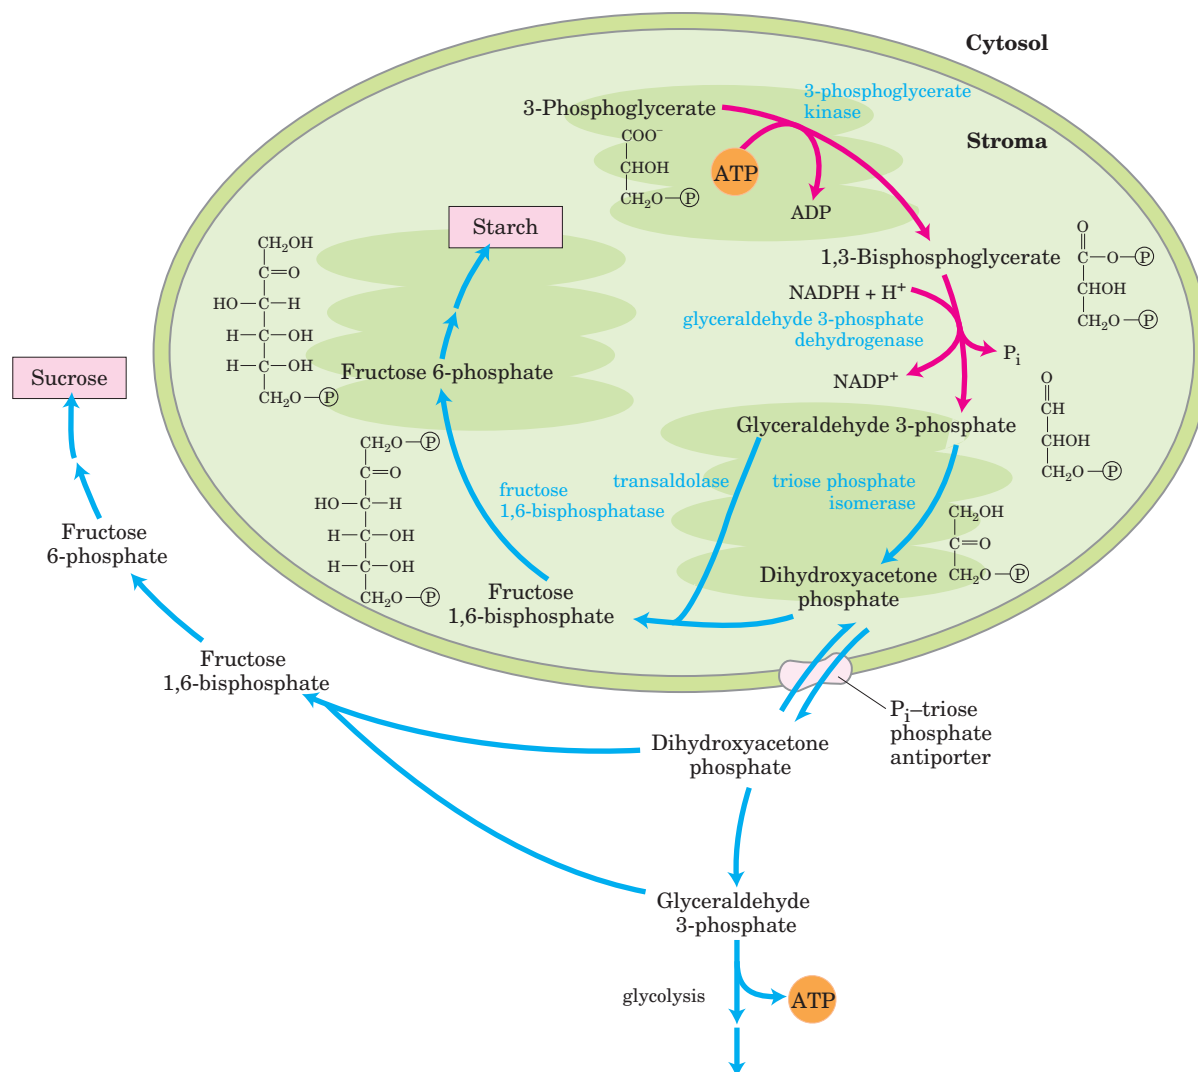 Cytosol
Stroma
3-Phosphoglycerate
3-phosphoglycerate
kinase
COO⁻
CHOH
CH₂O—Ⓟ
ATP
ADP
1,3-Bisphosphoglycerate
O
C—O—Ⓟ
CHOH
CH₂O—Ⓟ
NADPH + H⁺
glyceraldehyde 3-phosphate
dehydrogenase
Pᵢ
NADP⁺
Glyceraldehyde 3-phosphate
O
CH
CHOH
CH₂O—Ⓟ
triose phosphate
isomerase
transaldolase
CH₂OH
C=O
CH₂O—Ⓟ
Dihydroxyacetone
phosphate
Fructose
1,6-bisphosphate
CH₂O—Ⓟ
C=O
HO—C—H
H—C—OH
H—C—OH
CH₂O—Ⓟ
fructose
1,6-bisphosphatase
Fructose 6-phosphate
CH₂OH
C=O
HO—C—H
H—C—OH
H—C—OH
CH₂O—Ⓟ
Starch
Sucrose
Fructose
6-phosphate
Fructose
1,6-bisphosphate
Pᵢ–triose
phosphate
antiporter
Dihydroxyacetone
phosphate
Glyceraldehyde
3-phosphate
glycolysis
ATP